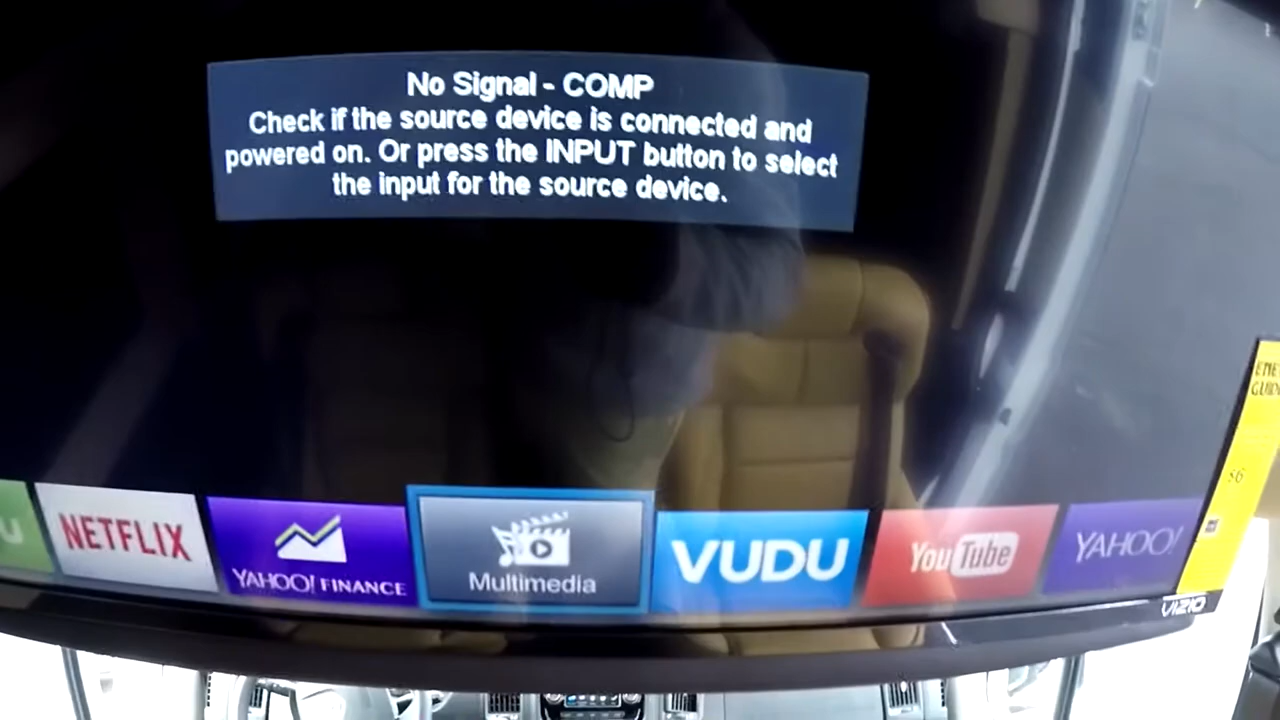 No Signal - COMP
Check if the source device is connected and
powered on. Or press the INPUT button to select
the input for the source device.
U
NETFLIX
YAHOO! FINANCE
Multimedia
VUDU
YouTube
YAHOO!
VIZIO